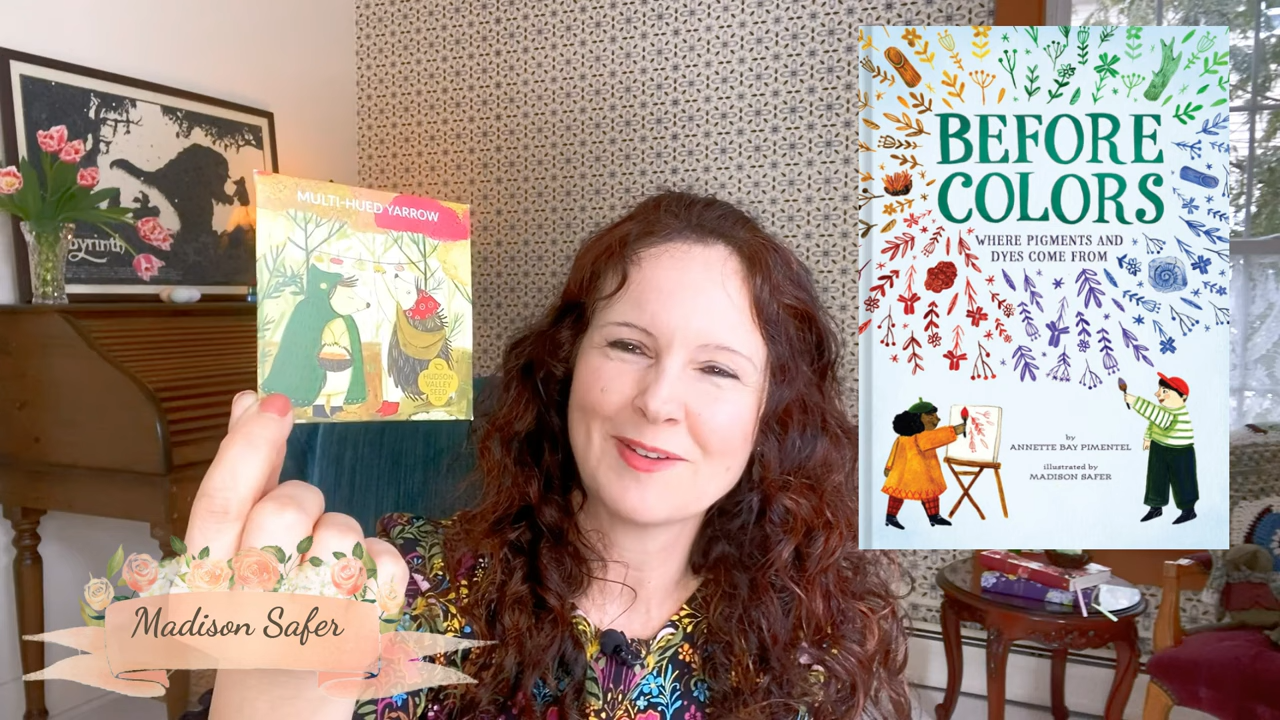 MULTI-HUED YARROW
HUDSON
VALLEY
SEED
byrinth
Madison Safer
BEFORE
COLORS
WHERE PIGMENTS AND
DYES COME FROM
by
ANNETTE BAY PIMENTEL
illustrated by
MADISON SAFER